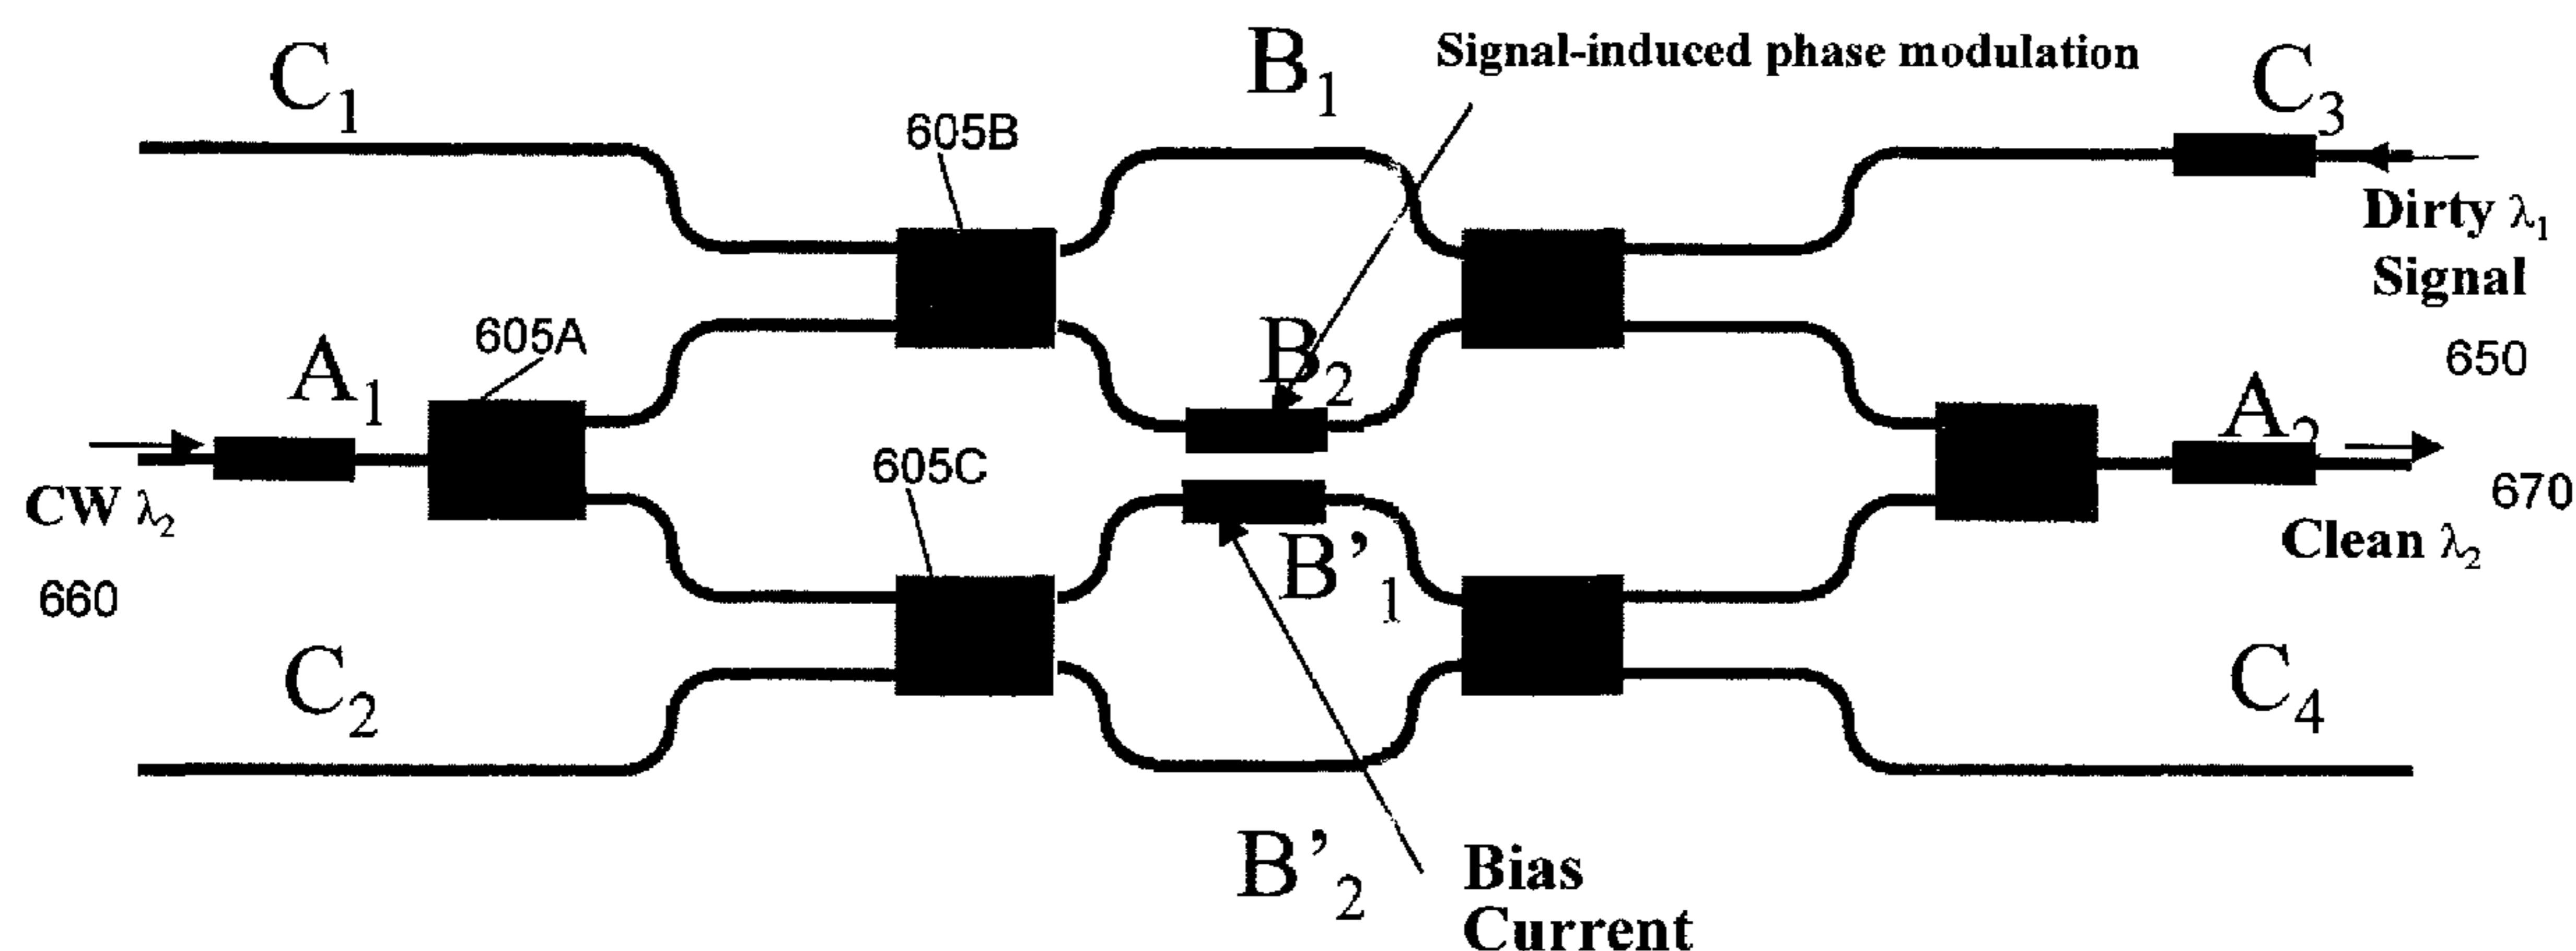 C1
B1
Signal-induced phase modulation
C3
605B
Dirty λ1
Signal
605A
A1
B2
650
A2
605C
CW λ2
B’1
670
Clean λ2
660
C2
C4
B’2
Bias
Current